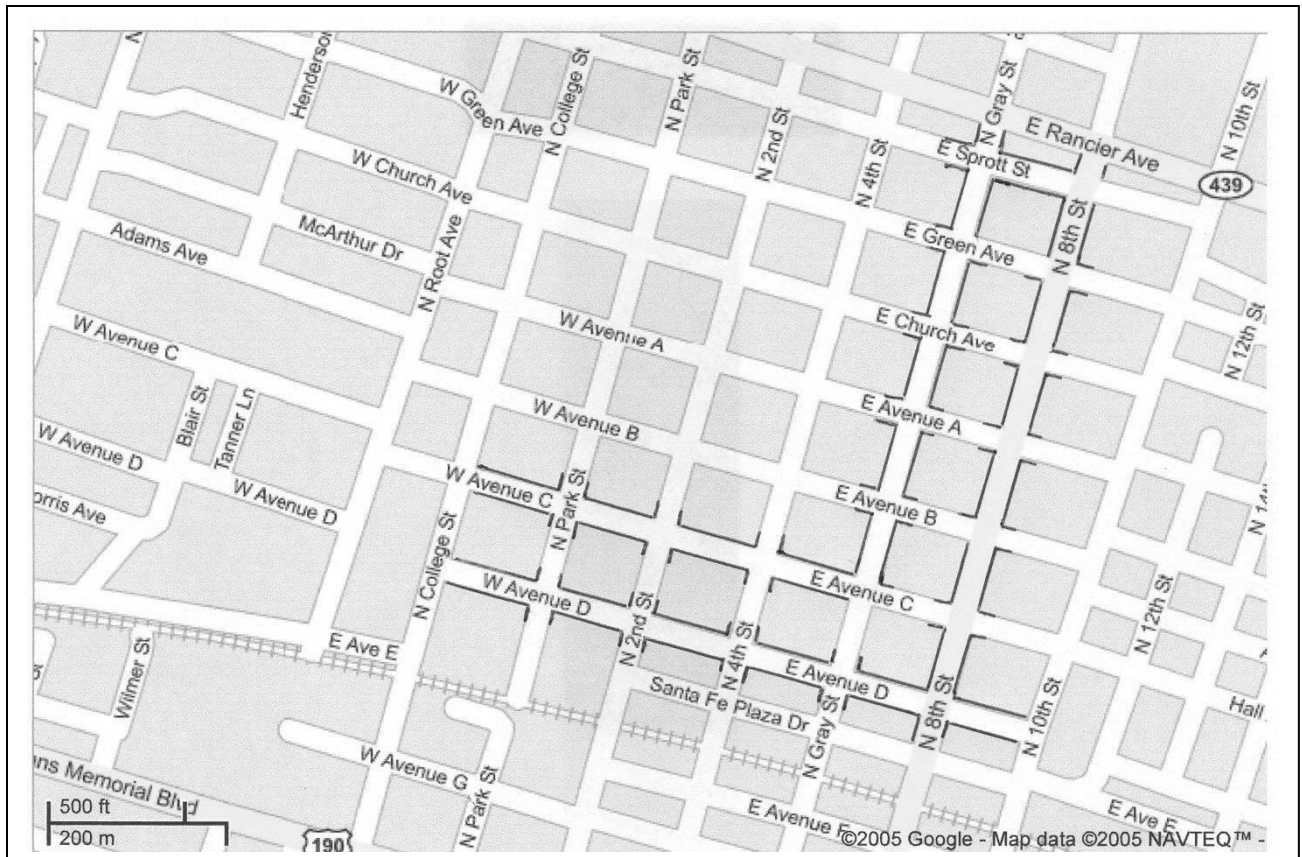 Henderson
W Green Ave
N College St
N Park St
N 2nd St
N 4th St
N Gray St
E Rancier Ave
N 10th St
E Sprott St
439
W Church Ave
McArthur Dr
Adams Ave
N Root Ave
E Green Ave
N 8th St
E Church Ave
N 12th St
W Avenue A
W Avenue C
Blair St
Tanner Ln
W Avenue B
E Avenue A
W Avenue D
W Avenue D
orris Ave
W Avenue C
N Park St
E Avenue B
N 14th
N College St
W Avenue D
E Avenue C
N 12th St
Wilmer St
E Ave E
N 2nd St
N 4th St
E Avenue D
Santa Fe Plaza Dr
N Gray St
N 8th St
N 10th St
Hall
W Avenue G
N Park St
ans Memorial Blvd
500 ft
200 m
190
E Avenue F
E Ave F
©2005 Google - Map data ©2005 NAVTEQ™ -